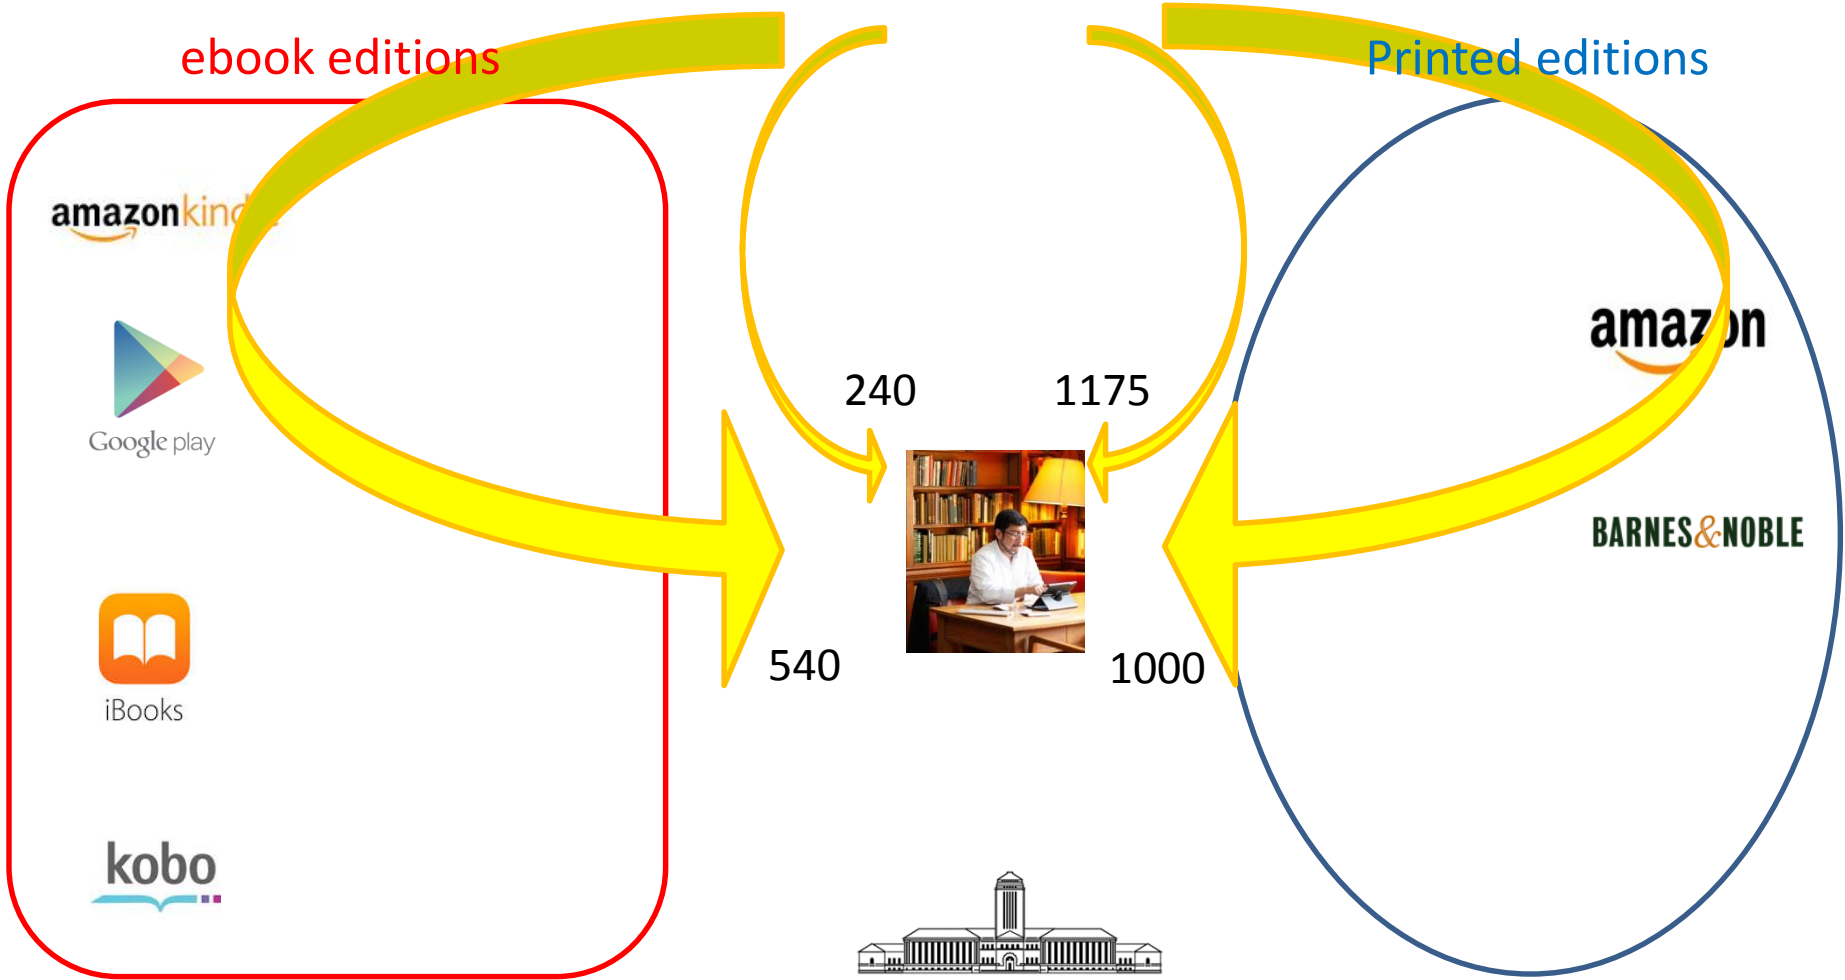 ebook editions
Printed editions
amazonkindle
Google play
iBooks
kobo
240
1175
540
1000
amazon
BARNES&NOBLE